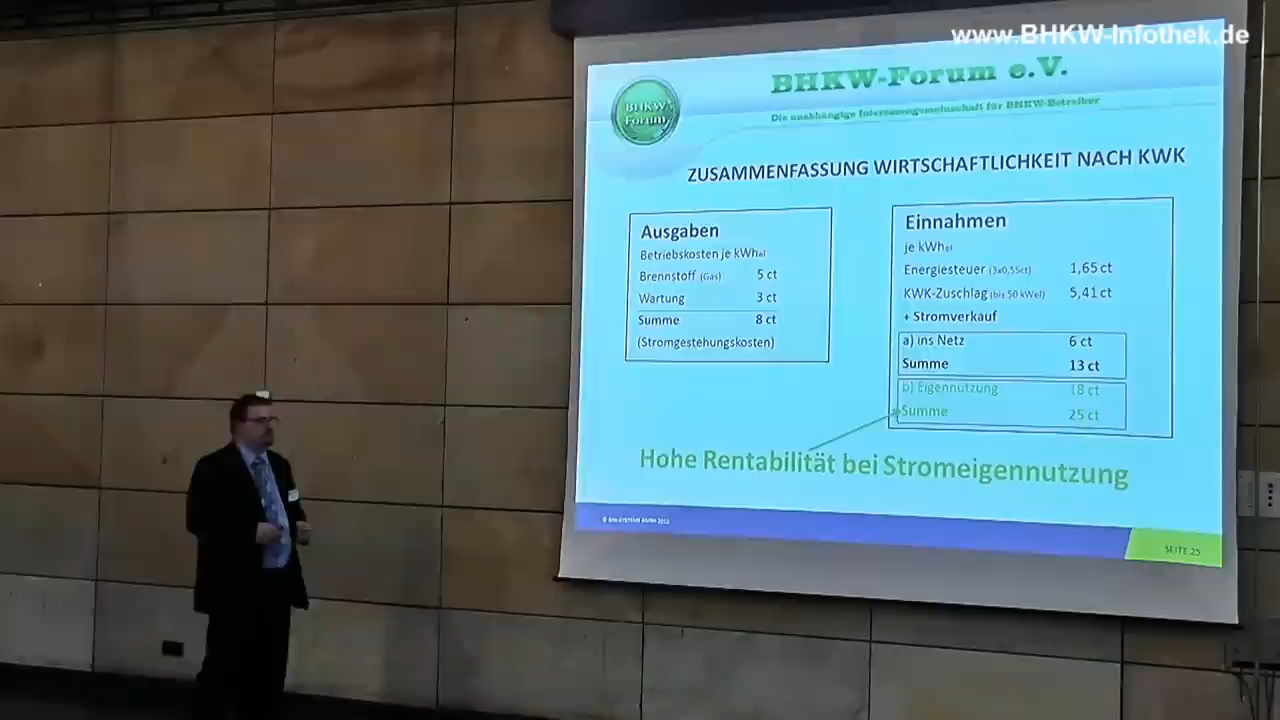 www.BHKW-Infothek.de
BHKW-Forum e.V.
Die unabhängige Interessengemeinschaft für BHKW-Betreiber
BHKW
Forum
ZUSAMMENFASSUNG WIRTSCHAFTLICHKEIT NACH KWK
Ausgaben
Betriebskosten je kWhel
Brennstoff (Gas) 5 ct
Wartung 3 ct
Summe 8 ct
(Stromgestehungskosten)
Einnahmen
je kWhel
Energiesteuer (3x0,55ct) 1,65 ct
KWK-Zuschlag (bis 50 kWel) 5,41 ct
+ Stromverkauf
a) ins Netz 6 ct
Summe 13 ct
b) Eigennutzung 18 ct
Summe 25 ct
Hohe Rentabilität bei Stromeigennutzung
SEITE 25